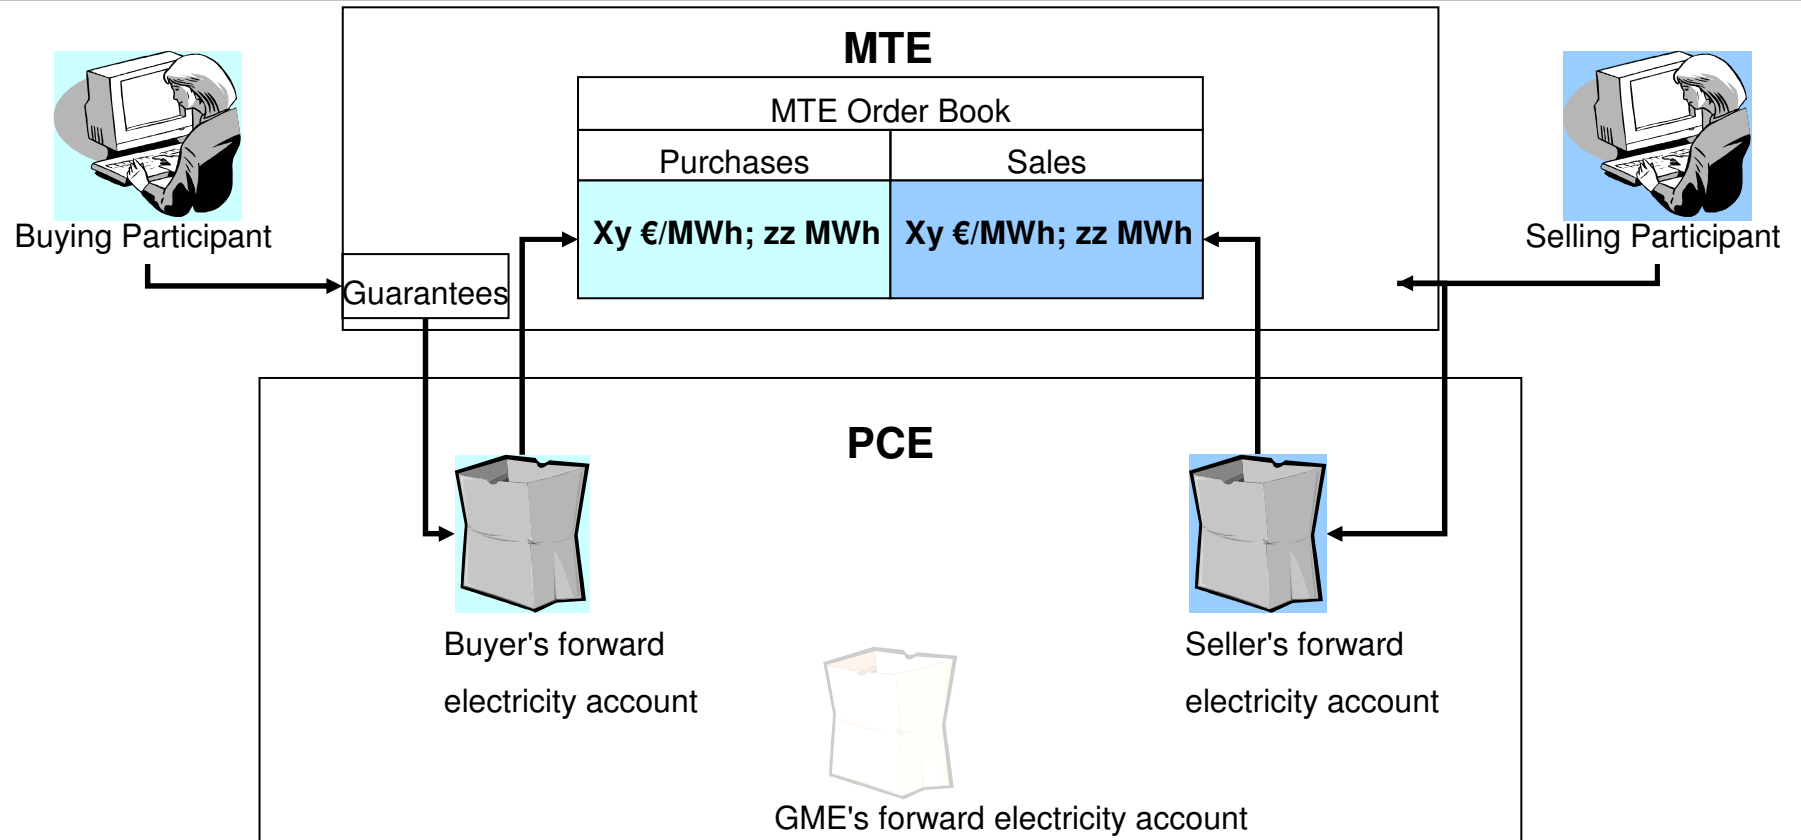 MTE
MTE Order Book
Purchases
Sales
Xy €/MWh; zz MWh
Xy €/MWh; zz MWh
Buying Participant
Selling Participant
Guarantees
PCE
Buyer's forward
electricity account
Seller's forward
electricity account
GME's forward electricity account